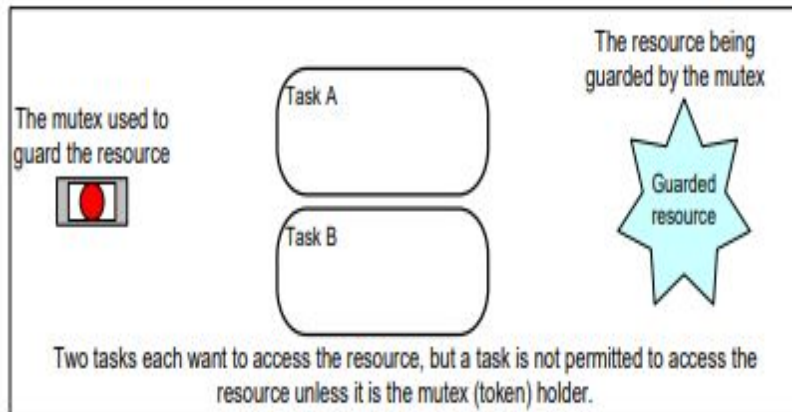 The mutex used to
guard the resource
Task A
Task B
The resource being
guarded by the mutex
Guarded
resource
Two tasks each want to access the resource, but a task is not permitted to access the
resource unless it is the mutex (token) holder.